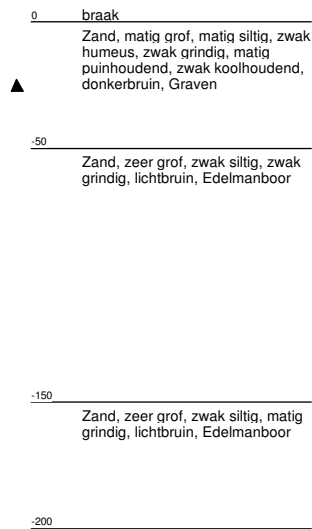 0 braak
Zand, matig grof, matig siltig, zwak
humeus, zwak grindig, matig
puinhoudend, zwak koolhoudend,
donkerbruin, Graven
-50
Zand, zeer grof, zwak siltig, zwak
grindig, lichtbruin, Edelmanboor
-150
Zand, zeer grof, zwak siltig, matig
grindig, lichtbruin, Edelmanboor
-200